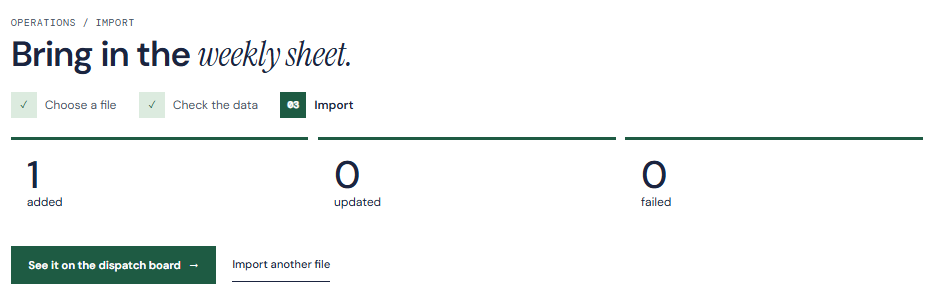 OPERATIONS / IMPORT
Bring in the weekly sheet.
✓ Choose a file ✓ Check the data 03 Import
1 0 0
added updated failed
See it on the dispatch board → Import another file